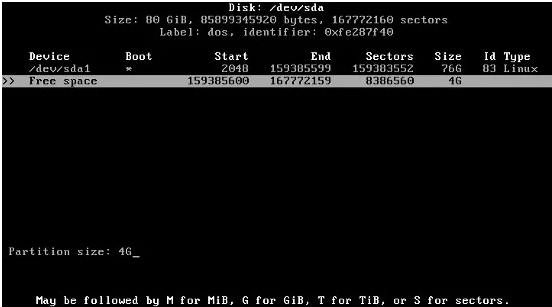 Disk: /dev/sda
Size: 80 GiB, 85899345920 bytes, 167772160 sectors
Label: dos, identifier: 0xfe287f40
Device Boot Start End Sectors Size Id Type
/dev/sda1 * 2048 159385599 159383552 76G 83 Linux
>> Free space 159385600 167772159 8386560 4G
Partition size: 4G_
May be followed by M for MiB, G for GiB, T for TiB, or S for sectors.